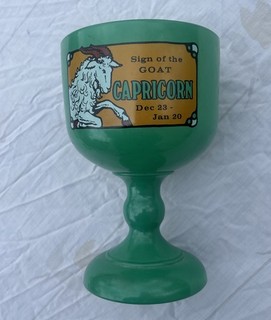 Sign of the
GOAT
CAPRICORN
Dec 23 -
Jan 20